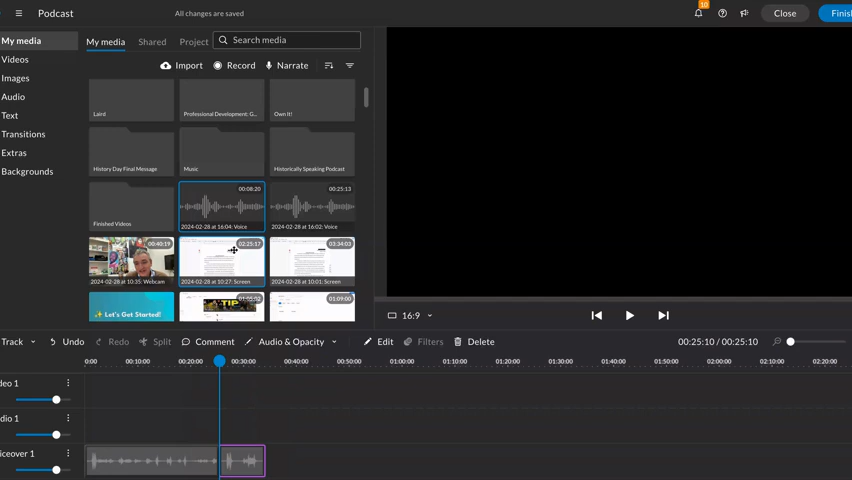 Podcast
All changes are saved
10
Close
Finis
My media
Videos
Images
Audio
Text
Transitions
Extras
Backgrounds
My media
Shared
Project
Search media
Import
Record
Narrate
Laird
Professional Development: G...
Own It!
History Day Final Message
Music
Historically Speaking Podcast
Finished Videos
00:08:20
2024-02-28 at 16:04: Voice
00:25:13
2024-02-28 at 16:02: Voice
00:40:19
2024-02-28 at 10:35: Webcam
02:25:17
2024-02-28 at 10:27: Screen
03:34:03
2024-02-28 at 10:01: Screen
Let's Get Started!
01:05:02
TIP
01:09:00
16:9
Track
Undo
Redo
Split
Comment
Audio & Opacity
Edit
Filters
Delete
00:25:10 / 00:25:10
0:00
00:10:00
00:20:00
00:30:00
00:40:00
00:50:00
01:00:00
01:10:00
01:20:00
01:30:00
01:40:00
01:50:00
02:00:00
02:10:00
02:20:00
deo 1
dio 1
iceover 1